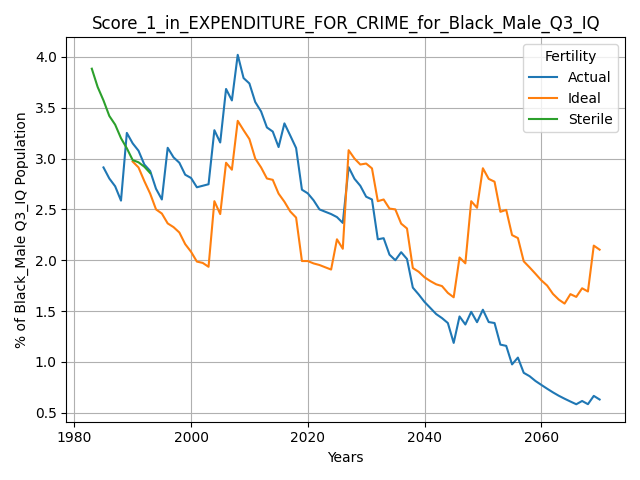 Score_1_in_EXPENDITURE_FOR_CRIME_for_Black_Male_Q3_IQ
Fertility
Actual
Ideal
Sterile
% of Black_Male Q3_IQ Population
4.0
3.5
3.0
2.5
2.0
1.5
1.0
0.5
1980
2000
2020
2040
2060
Years